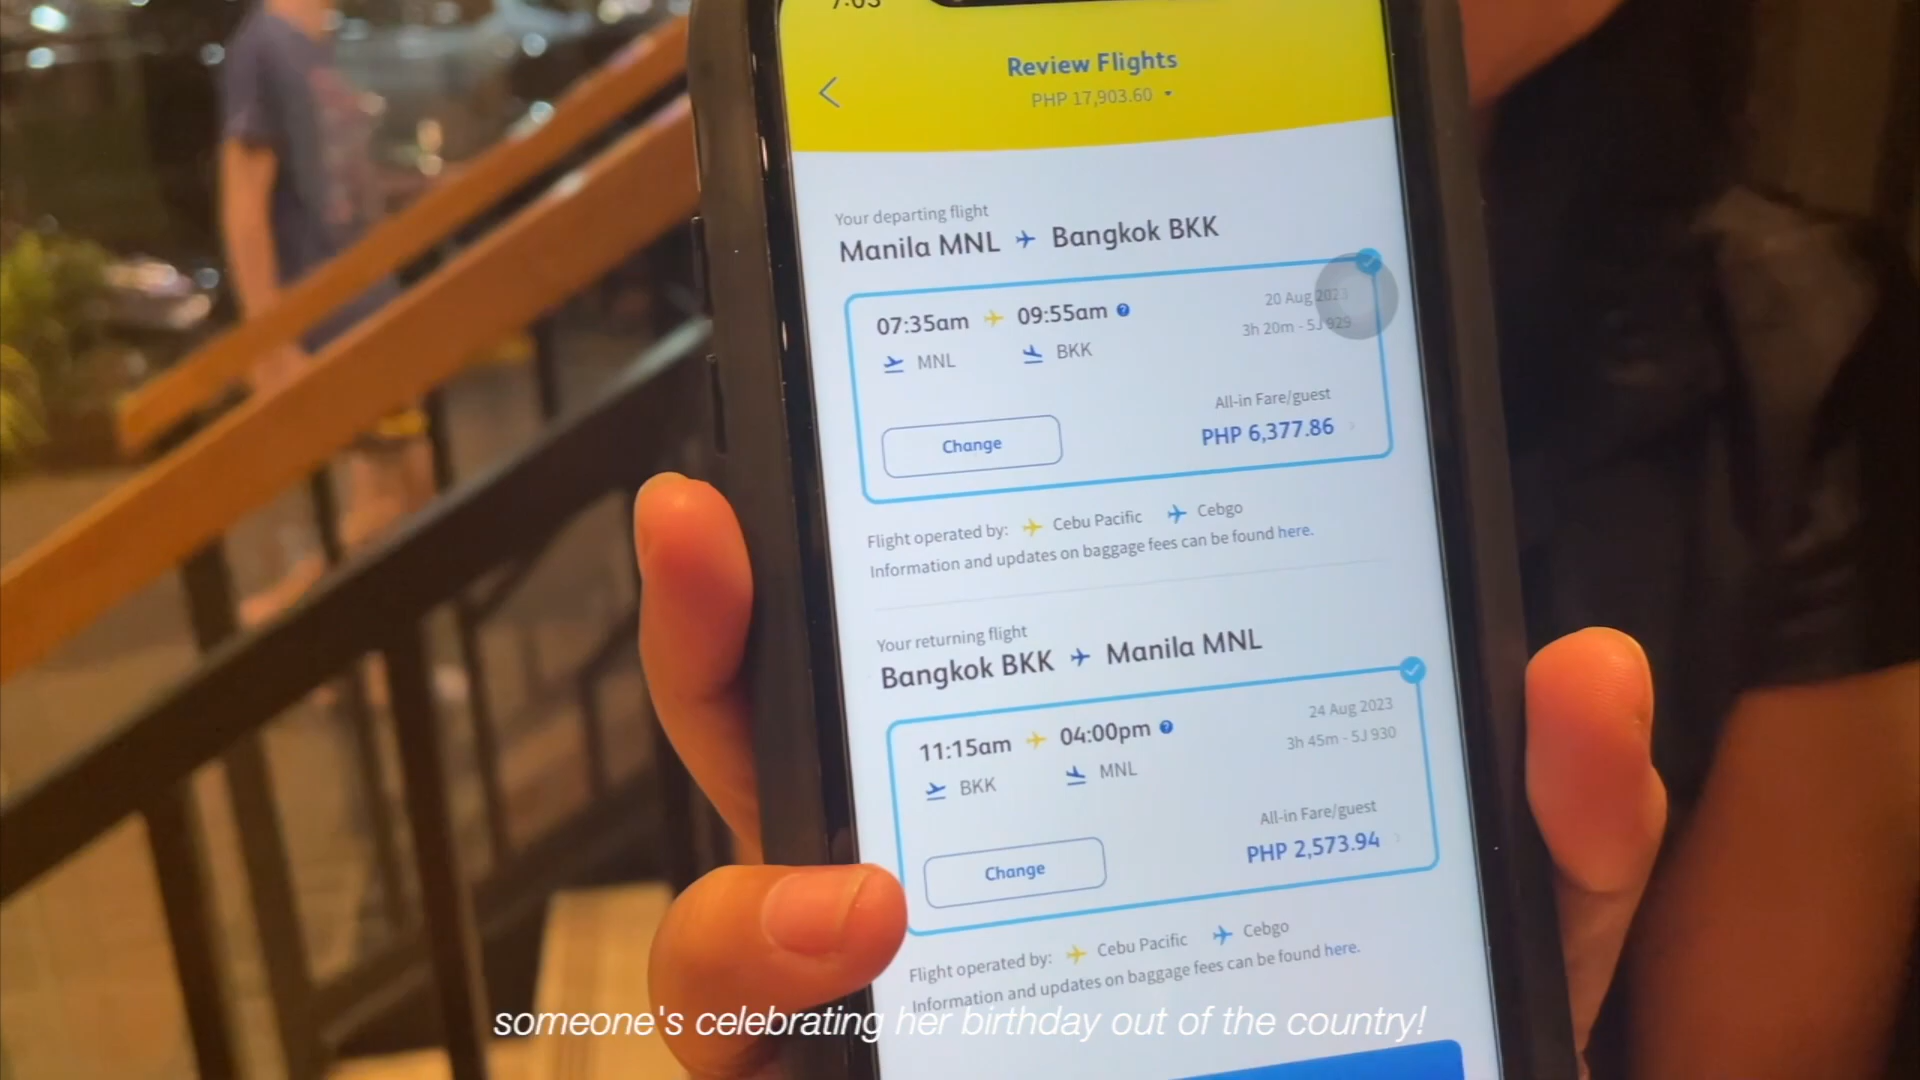 7:03
Review Flights
PHP 17,903.60
Your departing flight
Manila MNL Bangkok BKK
07:35am 09:55am ? 20 Aug 2023
MNL BKK 3h 20m - 5J 929
All-in Fare/guest
Change PHP 6,377.86
Flight operated by: Cebu Pacific Cebgo
Information and updates on baggage fees can be found here.
Your returning flight
Bangkok BKK Manila MNL
11:15am 04:00pm ? 24 Aug 2023
BKK MNL 3h 45m - 5J 930
All-in Fare/guest
Change PHP 2,573.94
Flight operated by: Cebu Pacific Cebgo
Information and updates on baggage fees can be found here.
someone's celebrating her birthday out of the country!